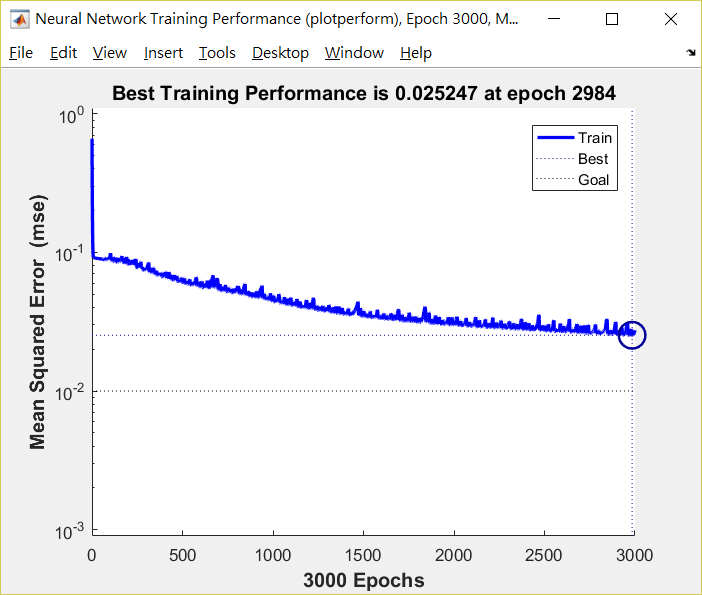 Neural Network Training Performance (plotperform), Epoch 3000, M...
File Edit View Insert Tools Desktop Window Help
Best Training Performance is 0.025247 at epoch 2984
Train
Best
Goal
10^0
10^-1
10^-2
10^-3
Mean Squared Error (mse)
0 500 1000 1500 2000 2500 3000
3000 Epochs